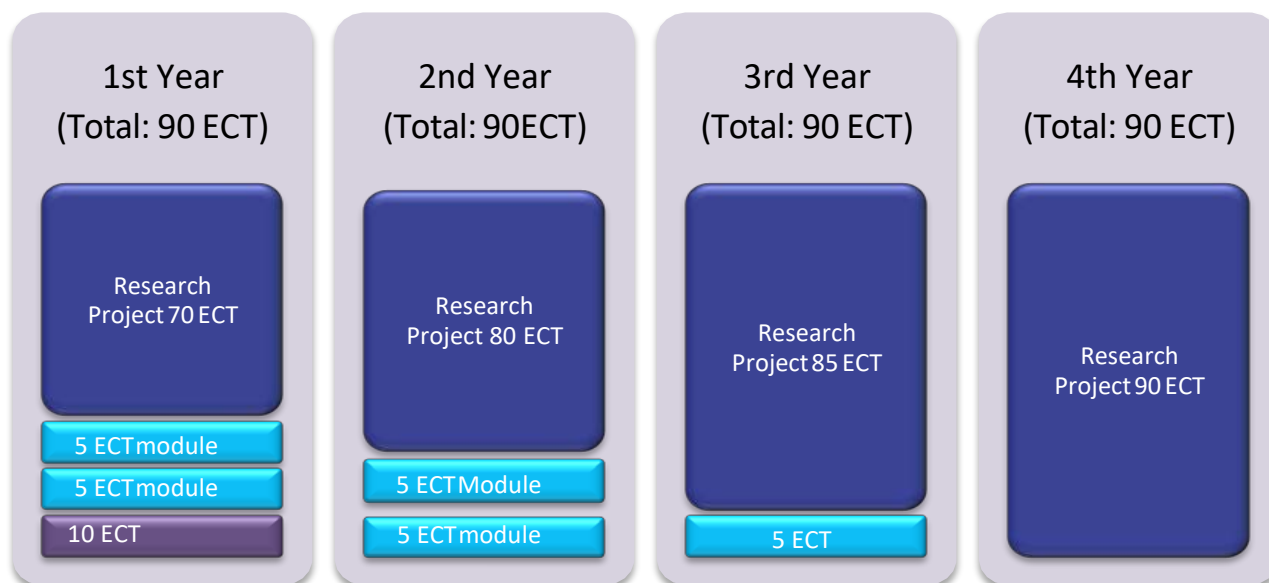 1st Year
(Total: 90 ECT)
Research
Project 70 ECT
5 ECTmodule
5 ECTmodule
10 ECT
2nd Year
(Total: 90ECT)
Research
Project 80 ECT
5 ECTModule
5 ECTmodule
3rd Year
(Total: 90 ECT)
Research
Project 85 ECT
5 ECT
4th Year
(Total: 90 ECT)
Research
Project 90 ECT